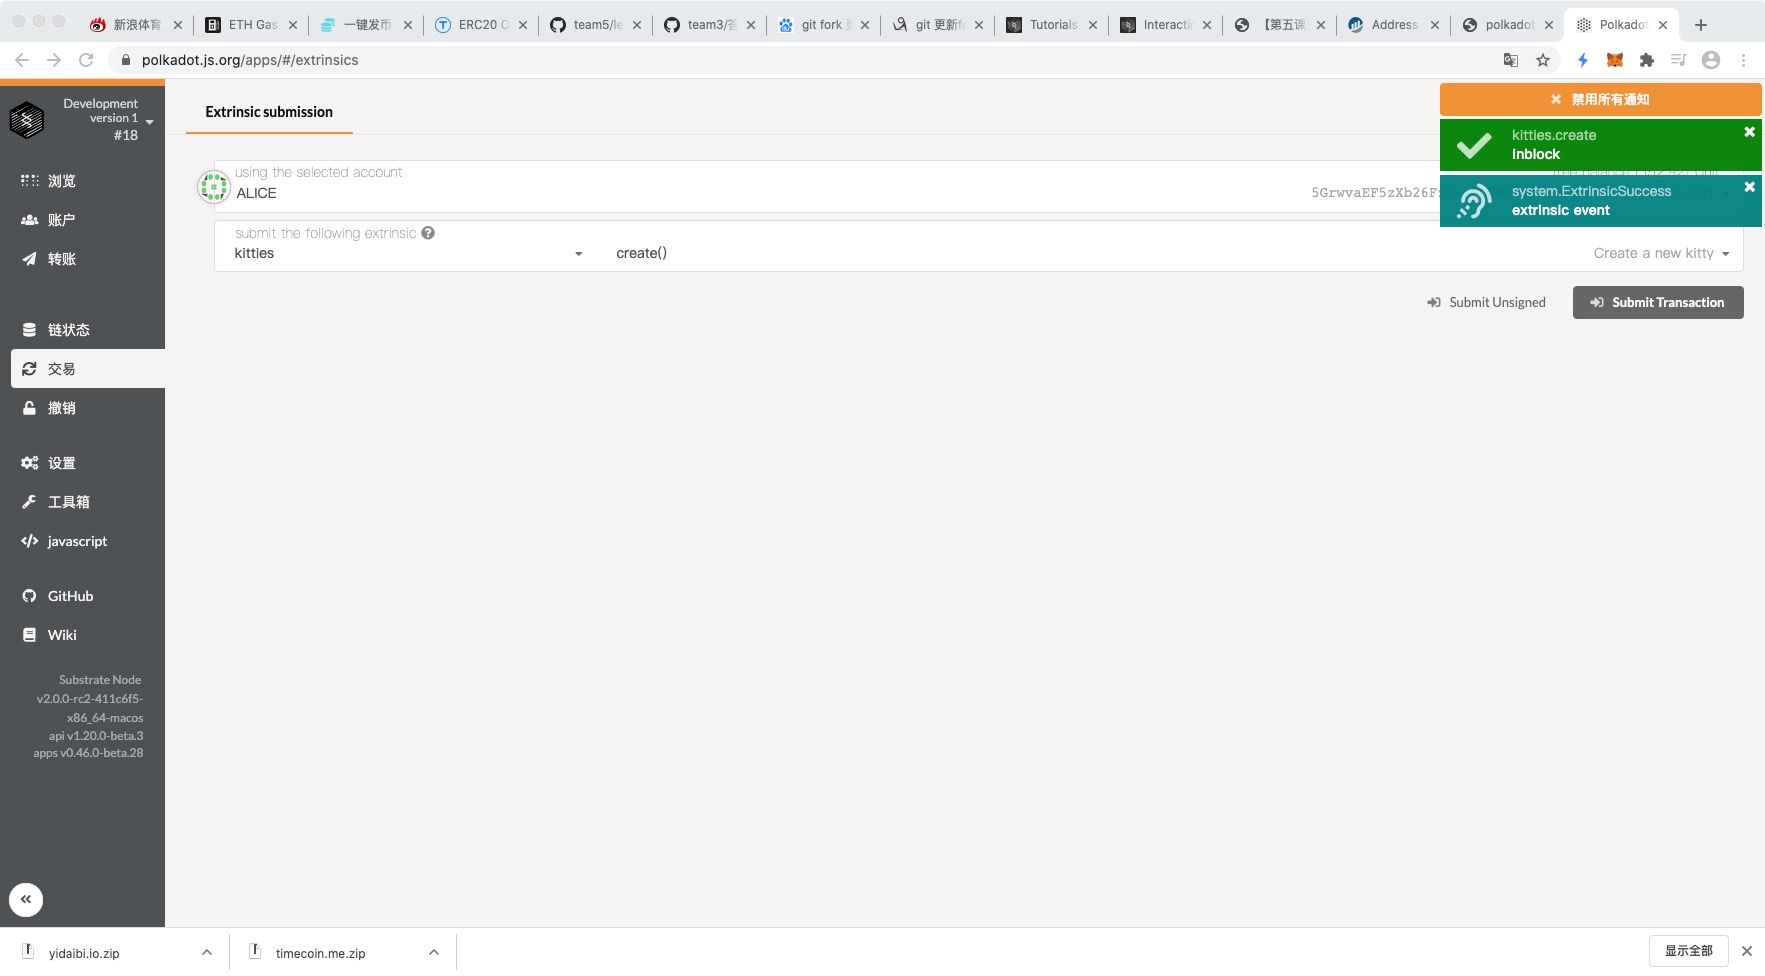 新浪体育
ETH Gas
一键发币
ERC20 O
team5/le
team3/答
git fork 更
git 更新fo
Tutorials
Interactin
【第五课
Address
polkadot
Polkadot
polkadot.js.org/apps/#/extrinsics
Development
version 1
#18
浏览
账户
转账
链状态
交易
撤销
设置
工具箱
javascript
GitHub
Wiki
Substrate Node
v2.0.0-rc2-411c6f5-
x86_64-macos
api v1.20.0-beta.3
apps v0.46.0-beta.28
Extrinsic submission
using the selected account
ALICE
5GrwvaEF5zXb26F
submit the following extrinsic
kitties
create()
Create a new kitty
Submit Unsigned
Submit Transaction
禁用所有通知
kitties.create
inblock
system.ExtrinsicSuccess
extrinsic event
yidaibi.io.zip
timecoin.me.zip
显示全部